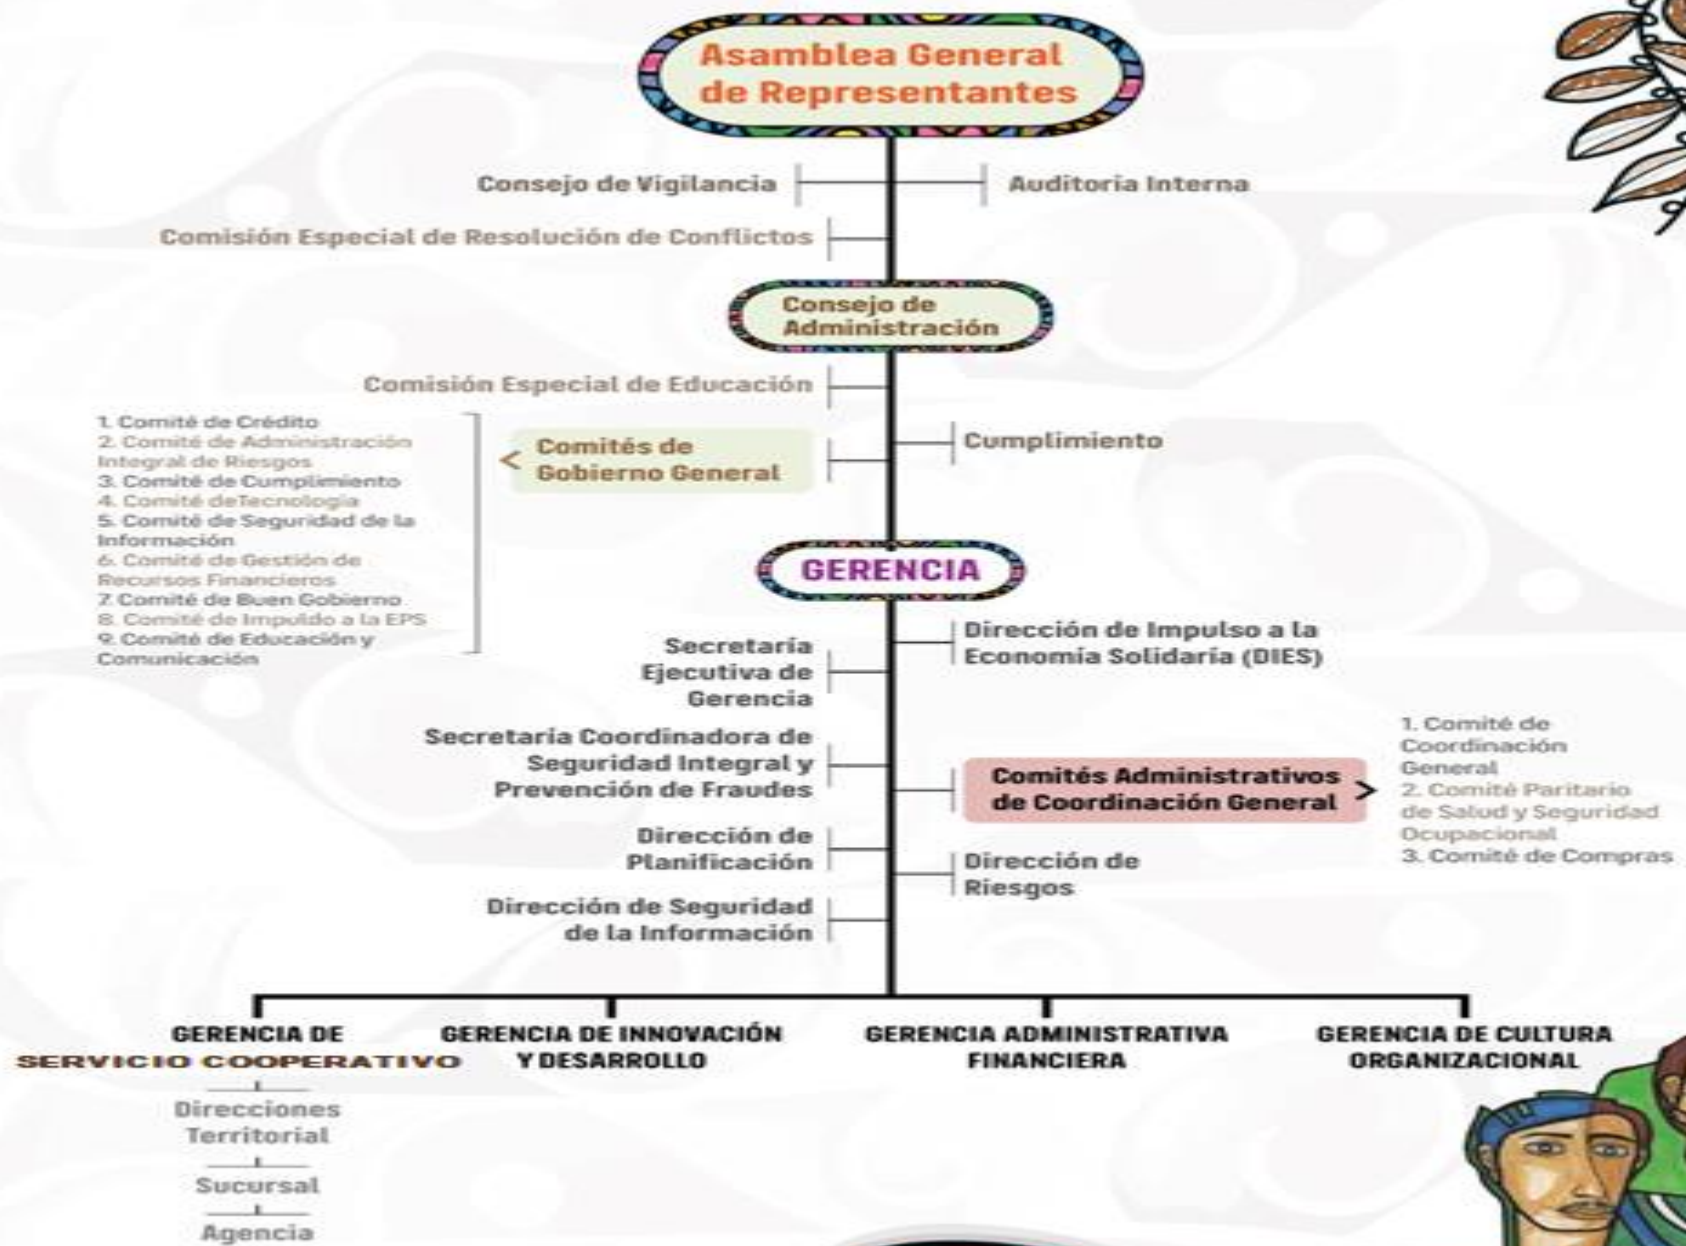 Asamblea General
de Representantes
Consejo de Vigilancia
Auditoria Interna
Comisión Especial de Resolución de Conflictos
Consejo de
Administración
Comisión Especial de Educación
Comités de
Gobierno General
<
1. Comité de Crédito
2. Comité de Administración
Integral de Riesgos
3. Comité de Cumplimiento
4. Comité deTecnologia
5. Comité de Seguridad de la
Información
6. Comité de Gestión de
Recursos Financieros
7. Comité de Buen Gobierno
8. Comité de Impuldo a la EPS
9. Comité de Educación y
Comunicación
Cumplimiento
GERENCIA
Dirección de Impulso a la
Economía Solidaria (DIES)
Secretaría
Ejecutiva de
Gerencia
Secretaría Coordinadora de
Seguridad Integral y
Prevención de Fraudes
Comités Administrativos
de Coordinación General
>
1. Comité de
Coordinación
General
2. Comité Paritario
de Salud y Seguridad
Ocupacional
3. Comité de Compras
Dirección de
Planificación
Dirección de
Riesgos
Dirección de Seguridad
de la Información
GERENCIA DE
SERVICIO COOPERATIVO
GERENCIA DE INNOVACIÓN
Y DESARROLLO
GERENCIA ADMINISTRATIVA
FINANCIERA
GERENCIA DE CULTURA
ORGANIZACIONAL
Direcciones
Territorial
Sucursal
Agencia